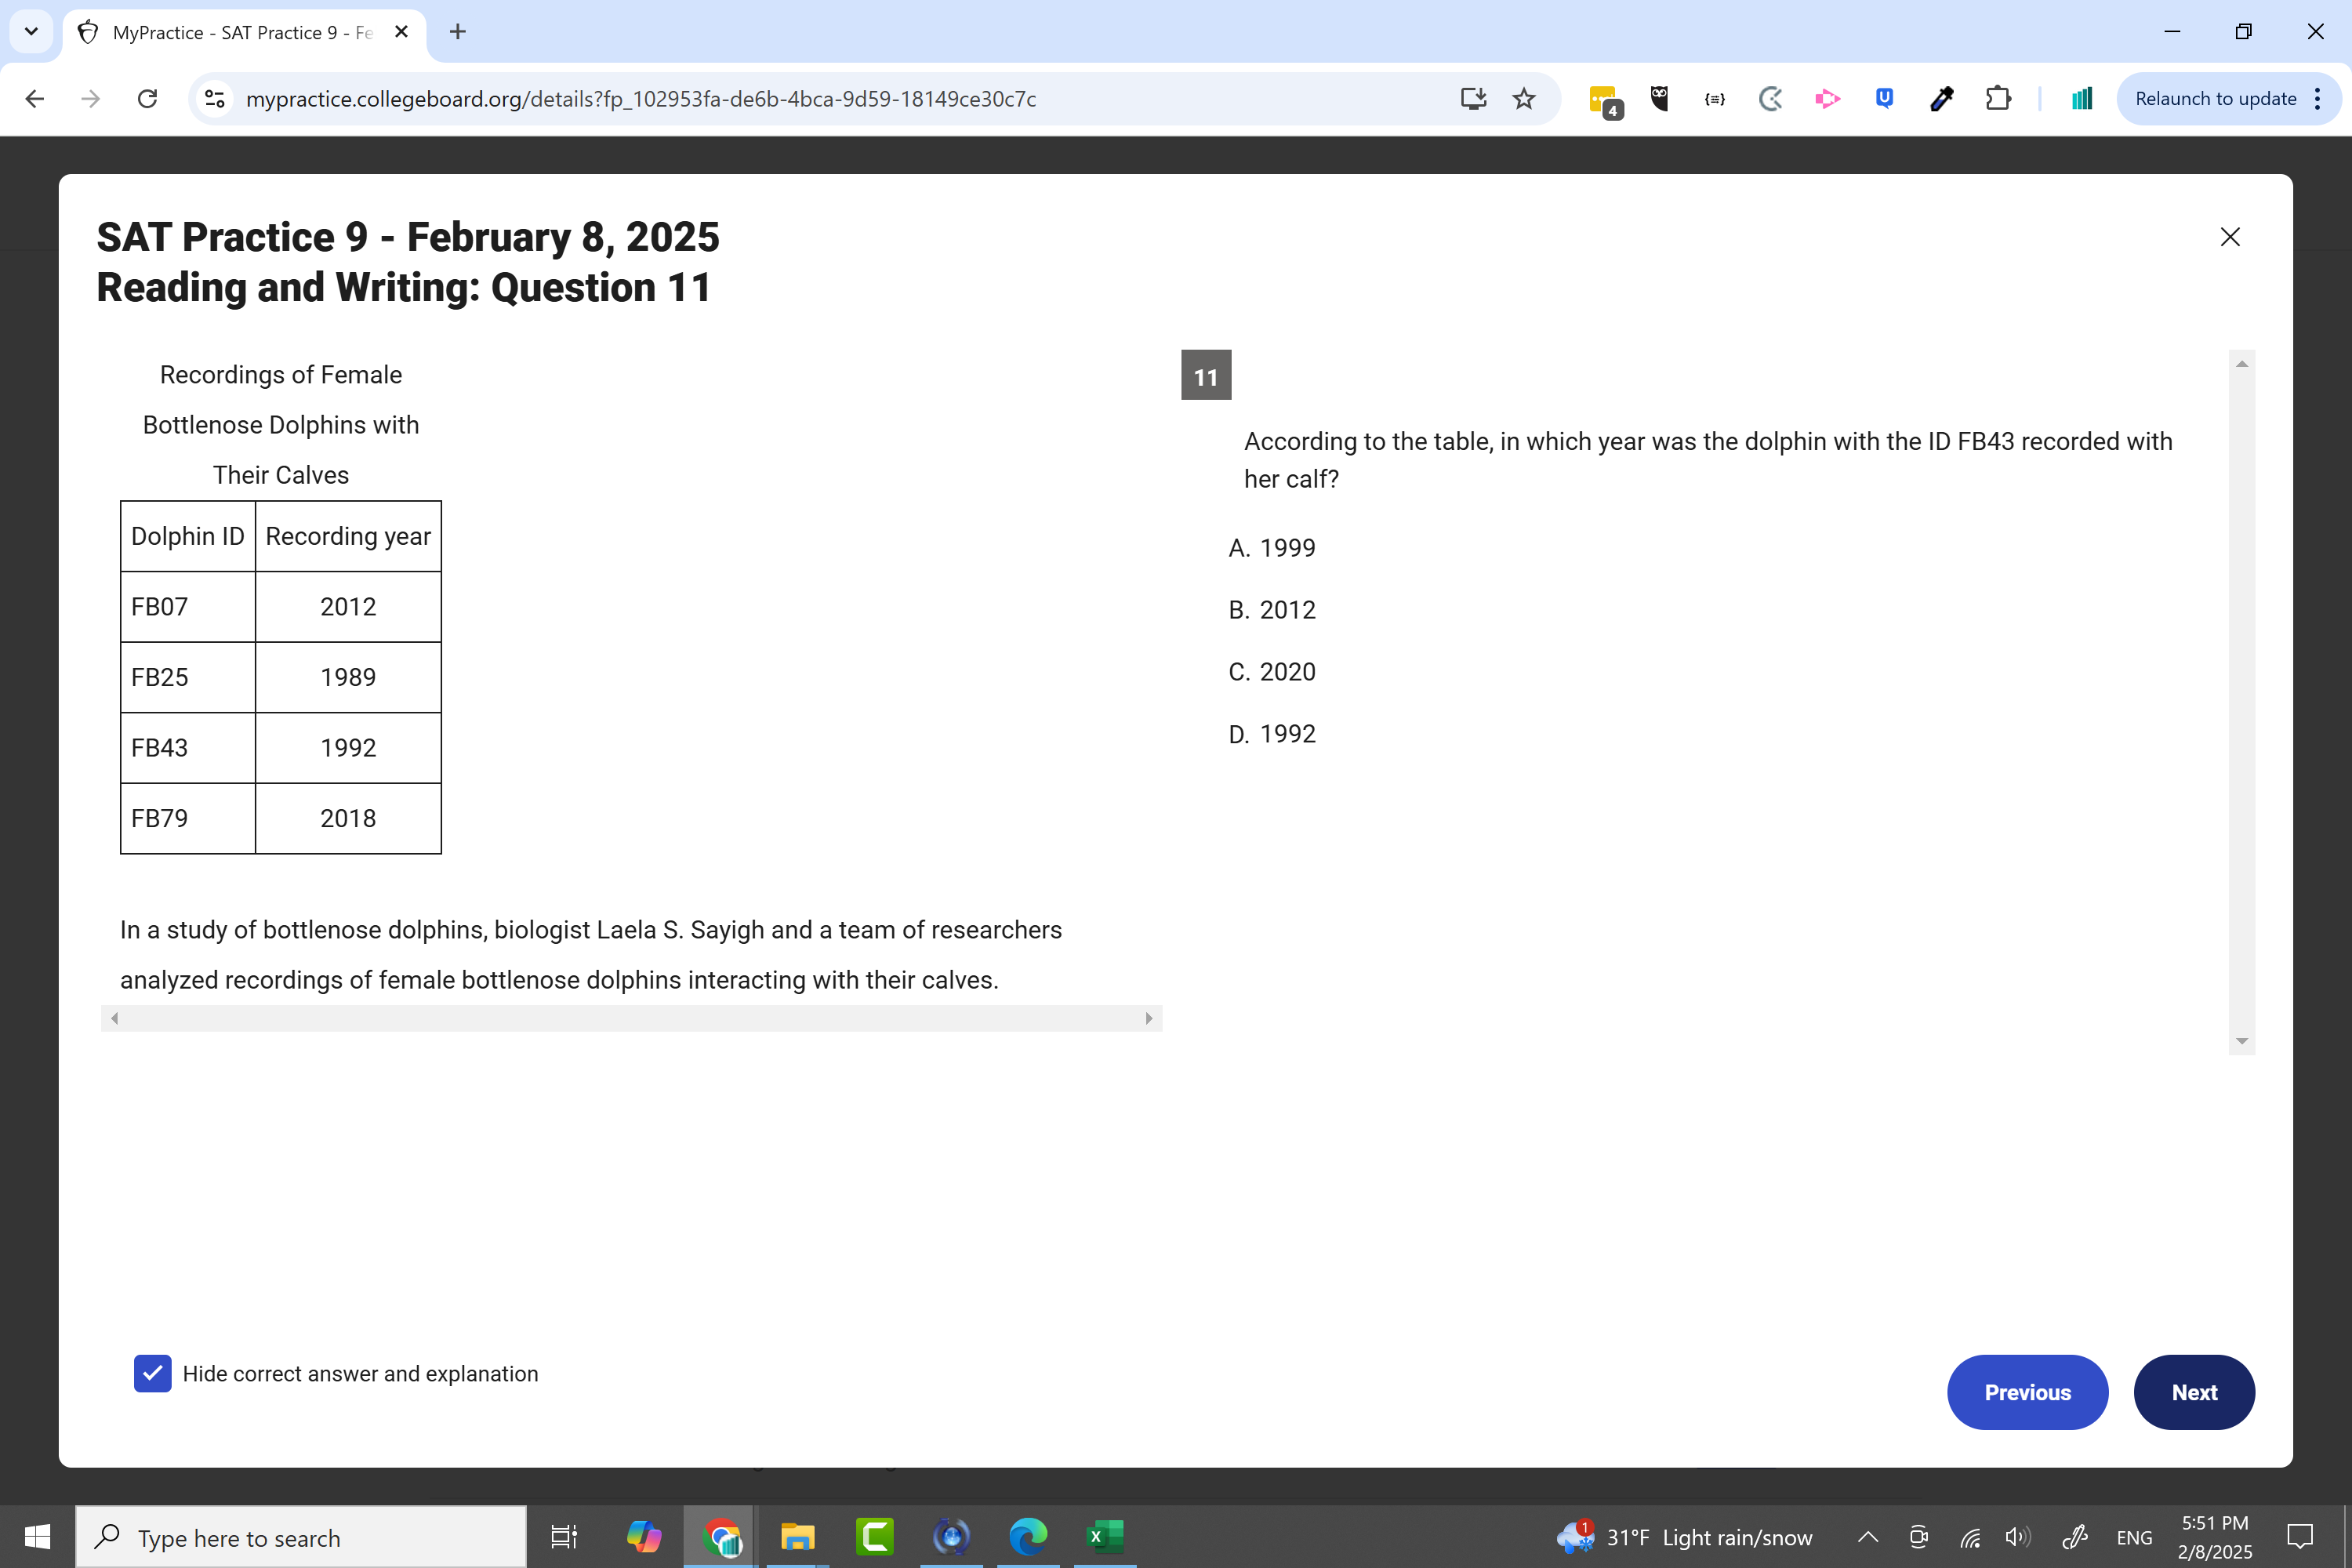 MyPractice - SAT Practice 9 - Fe
mypractice.collegeboard.org/details?fp_102953fa-de6b-4bca-9d59-18149ce30c7c
4
{≡}
U
Relaunch to update
SAT Practice 9 - February 8, 2025
Reading and Writing: Question 11
Recordings of Female
Bottlenose Dolphins with
Their Calves
Dolphin ID Recording year
FB07 2012
FB25 1989
FB43 1992
FB79 2018
In a study of bottlenose dolphins, biologist Laela S. Sayigh and a team of researchers
analyzed recordings of female bottlenose dolphins interacting with their calves.
11
According to the table, in which year was the dolphin with the ID FB43 recorded with
her calf?
A. 1999
B. 2012
C. 2020
D. 1992
Hide correct answer and explanation
Previous
Next
Type here to search
1
31°F Light rain/snow
ENG
5:51 PM
2/8/2025